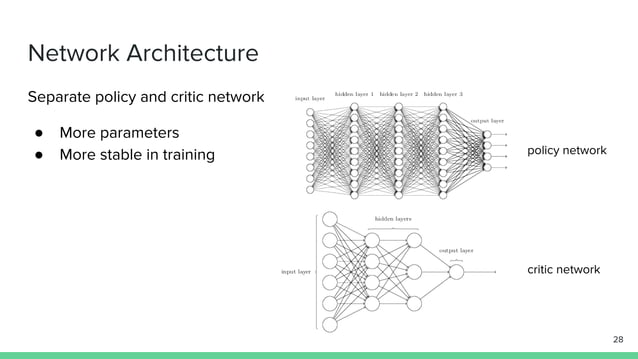 Network Architecture
Separate policy and critic network
● More parameters
● More stable in training
hidden layer 1 hidden layer 2 hidden layer 3
input layer
output layer
policy network
hidden layers
output layer
input layer
critic network
28